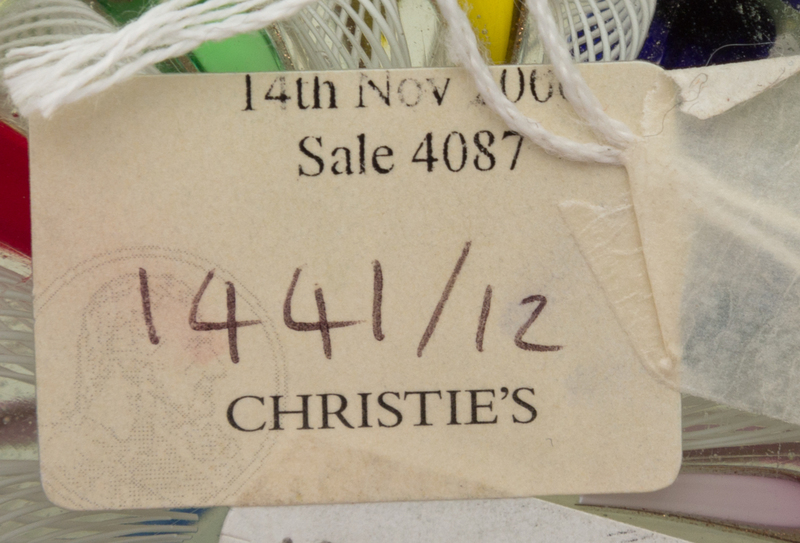 14th Nov
Sale 4087
1441/12
CHRISTIE'S